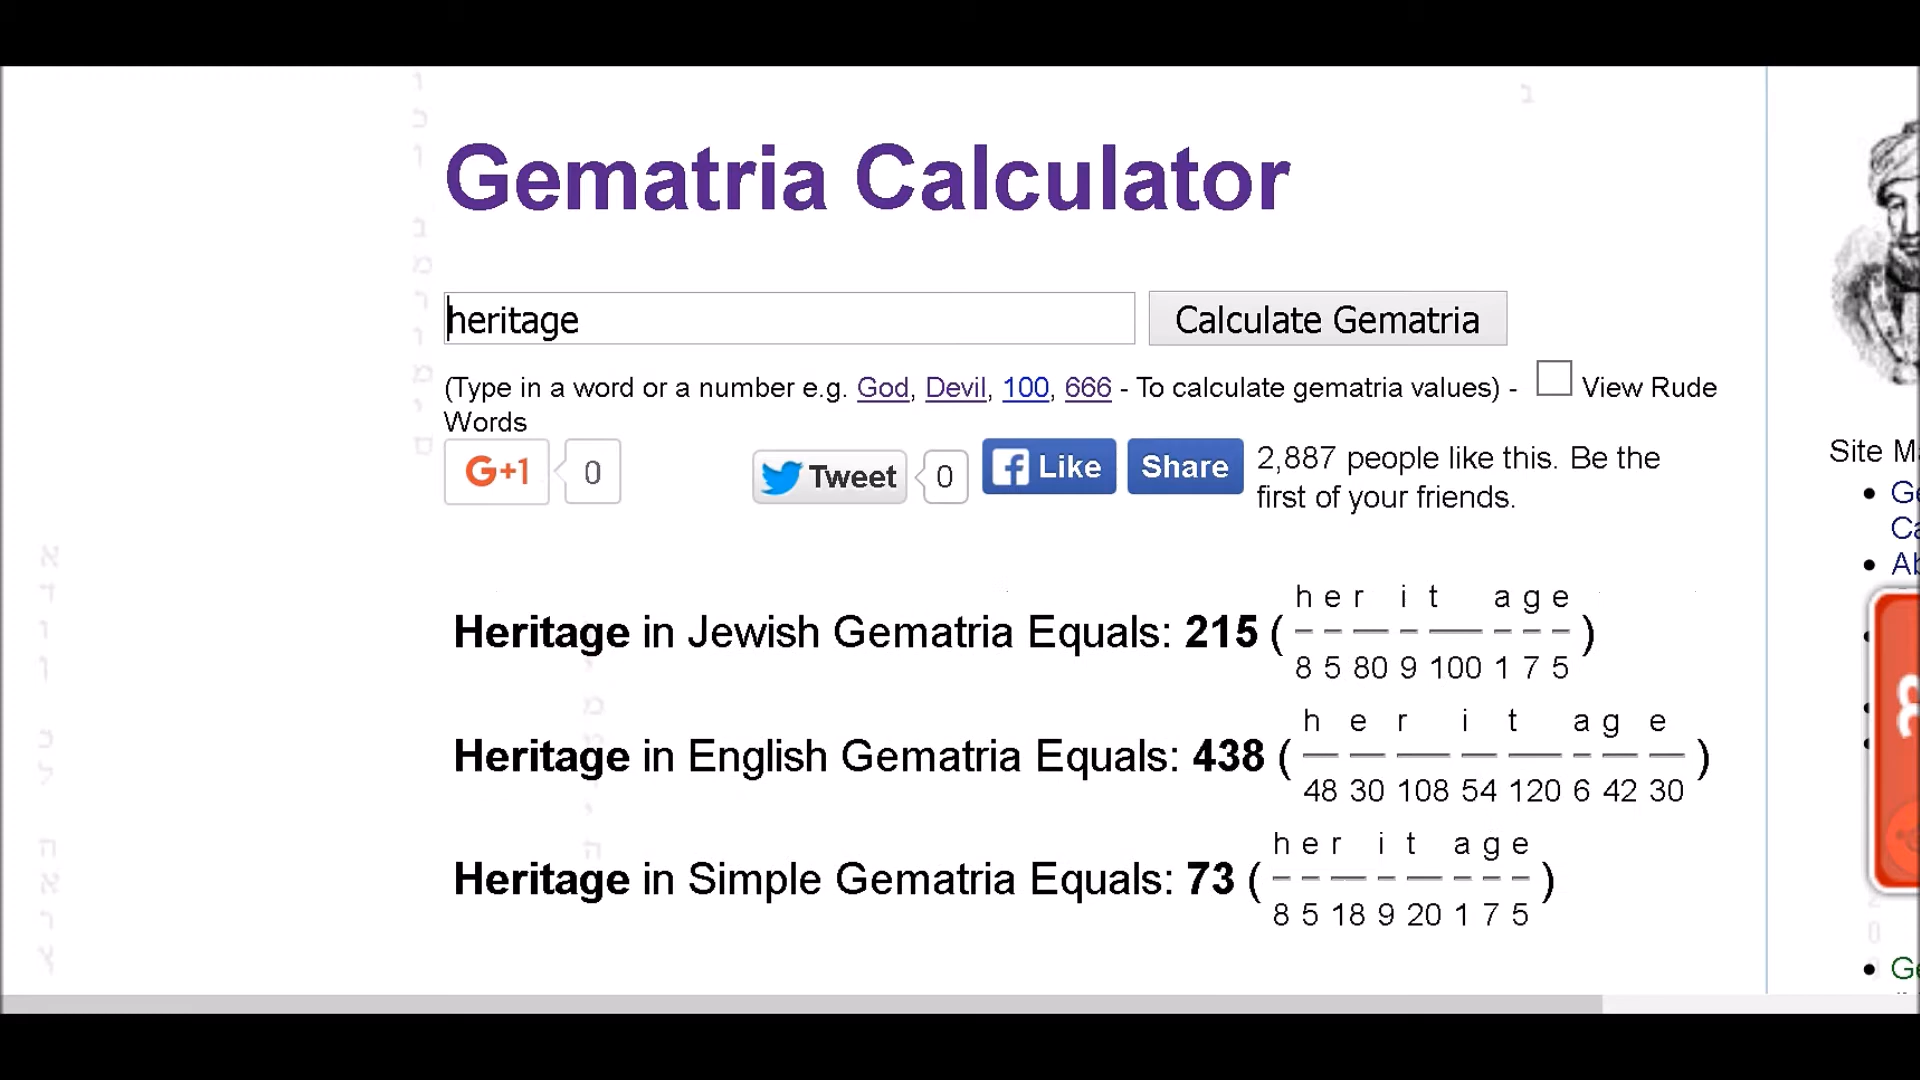 Gematria Calculator
heritage
Calculate Gematria
(Type in a word or a number e.g. God, Devil, 100, 666 - To calculate gematria values) - View Rude
Words
G+1 0
Tweet 0
Like
Share
2,887 people like this. Be the
first of your friends.
h e r i t a g e
Heritage in Jewish Gematria Equals: 215 ( )
8 5 80 9 100 1 7 5
h e r i t a g e
Heritage in English Gematria Equals: 438 ( )
48 30 108 54 120 6 42 30
h e r i t a g e
Heritage in Simple Gematria Equals: 73 ( )
8 5 18 9 20 1 7 5
Site M